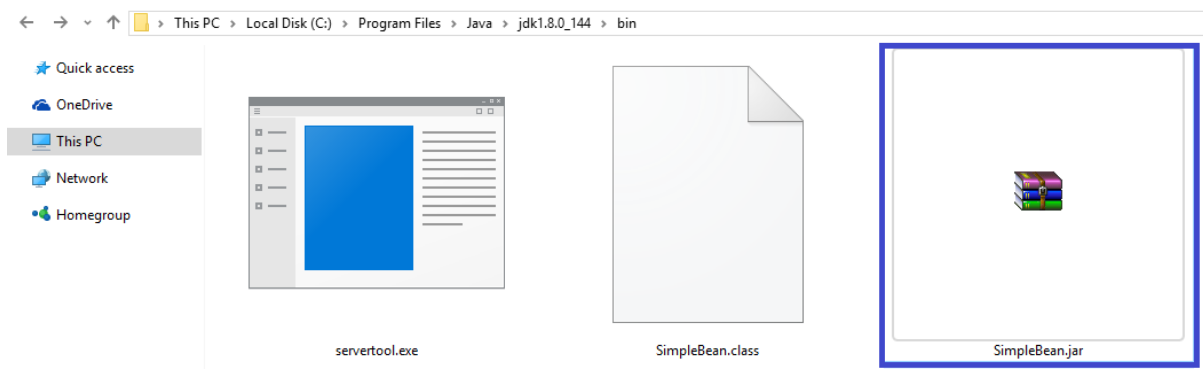 This PC > Local Disk (C:) > Program Files > Java > jdk1.8.0_144 > bin
Quick access
OneDrive
This PC
Network
Homegroup
servertool.exe
SimpleBean.class
SimpleBean.jar